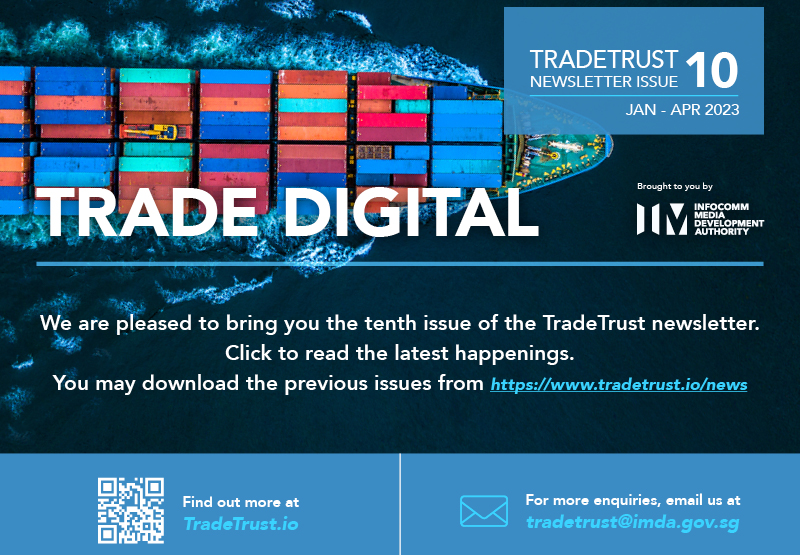 TRADETRUST
NEWSLETTER ISSUE 10
JAN - APR 2023
TRADE DIGITAL
Brought to you by
INFOCOMM
MEDIA
DEVELOPMENT
AUTHORITY
We are pleased to bring you the tenth issue of the TradeTrust newsletter.
Click to read the latest happenings.
You may download the previous issues from https://www.tradetrust.io/news
Find out more at
TradeTrust.io
For more enquiries, email us at
tradetrust@imda.gov.sg